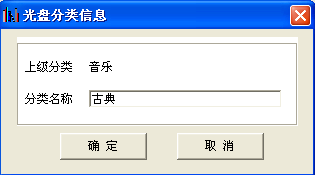 光盘分类信息
上级分类 音乐
分类名称 古典
确 定 取 消